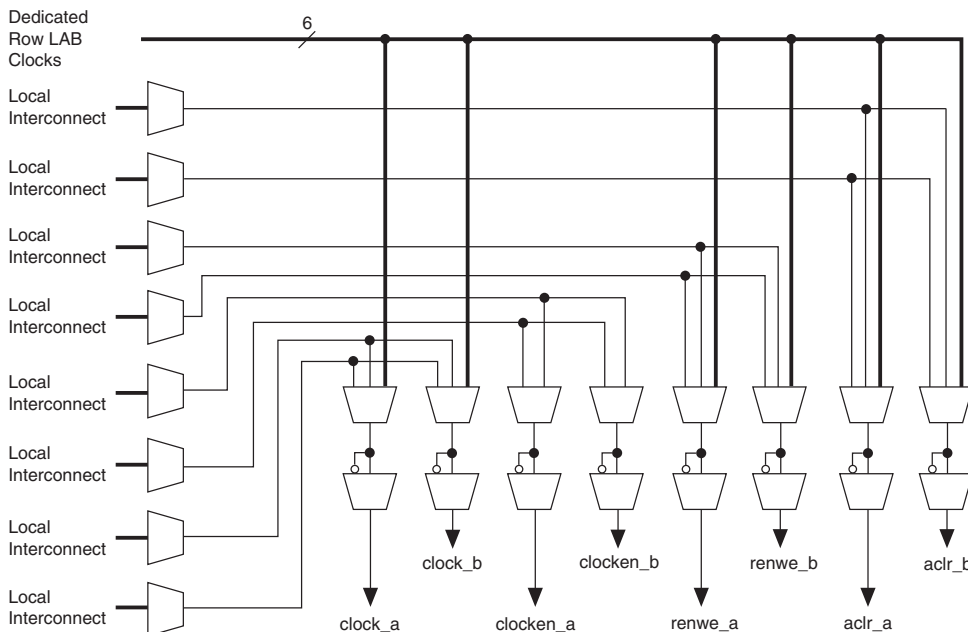 Dedicated
Row LAB
Clocks
6
Local
Interconnect
Local
Interconnect
Local
Interconnect
Local
Interconnect
Local
Interconnect
Local
Interconnect
Local
Interconnect
Local
Interconnect
clock_b
clocken_b
renwe_b
aclr_b
clock_a
clocken_a
renwe_a
aclr_a